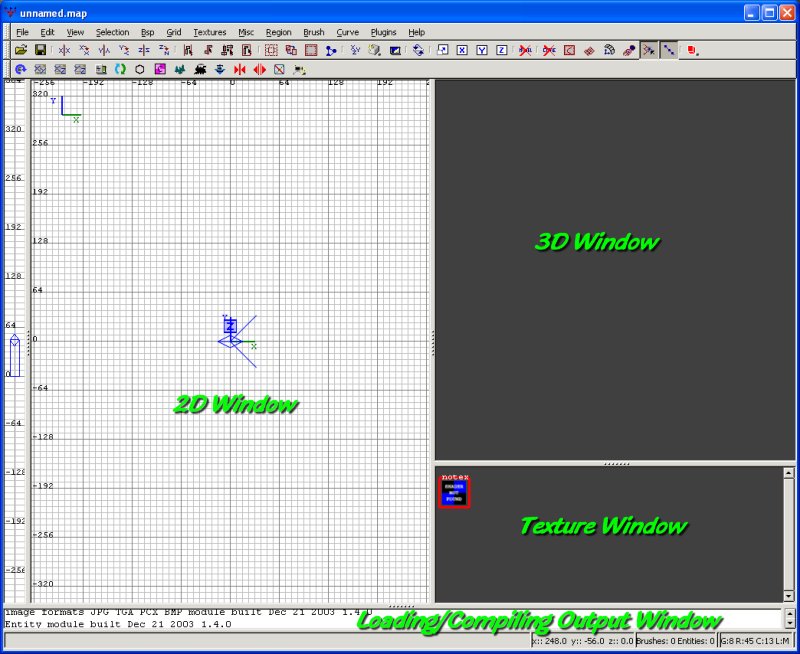 unnamed.map
File Edit View Selection Bsp Grid Textures Misc Region Brush Curve Plugins Help
-256 -192 -128 -64 0 64 128 192 256
320
Y
X
320
256
256
192
192
128
3D Window
128
64
64
Y
Z
0
X
0
-64
2D Window
-64
-128
-128
notex
SHADER
NOT
FOUND
-192
-192
Texture Window
-256
-256
-320
image formats JPG TGA PCX BMP module built Dec 21 2003 1.4.0
Loading/Compiling Output Window
Entity module built Dec 21 2003 1.4.0
x:: 248.0 y:: -56.0 z:: 0.0 Brushes: 0 Entities: 0 G:8 R:45 C:13 L:M